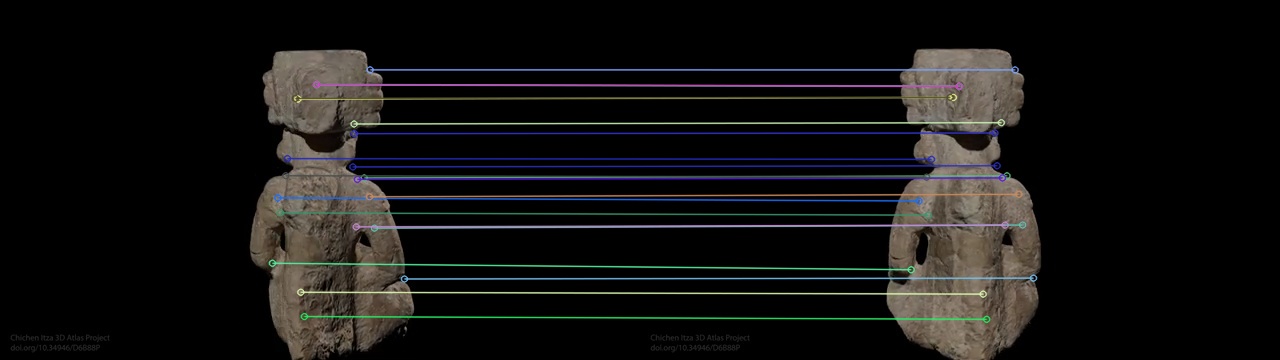 Chichen Itza 3D Atlas Project
doi.org/10.34946/D6B88P
Chichen Itza 3D Atlas Project
doi.org/10.34946/D6B88P